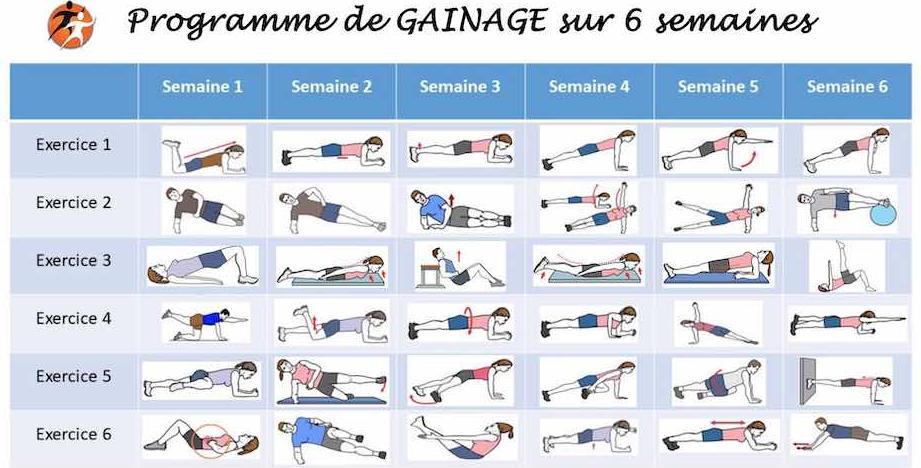 Programme de GAINAGE sur 6 semaines
Semaine 1 Semaine 2 Semaine 3 Semaine 4 Semaine 5 Semaine 6
Exercice 1
Exercice 2
Exercice 3
Exercice 4
Exercice 5
Exercice 6